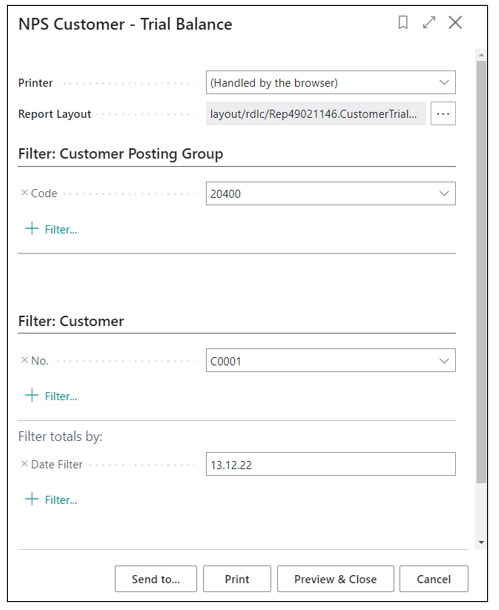 NPS Customer - Trial Balance
Printer (Handled by the browser)
Report Layout layout/rdlc/Rep49021146.CustomerTrial... ...
Filter: Customer Posting Group
× Code 20400
+ Filter...
Filter: Customer
× No. C0001
+ Filter...
Filter totals by:
× Date Filter 13.12.22
+ Filter...
Send to... Print Preview & Close Cancel